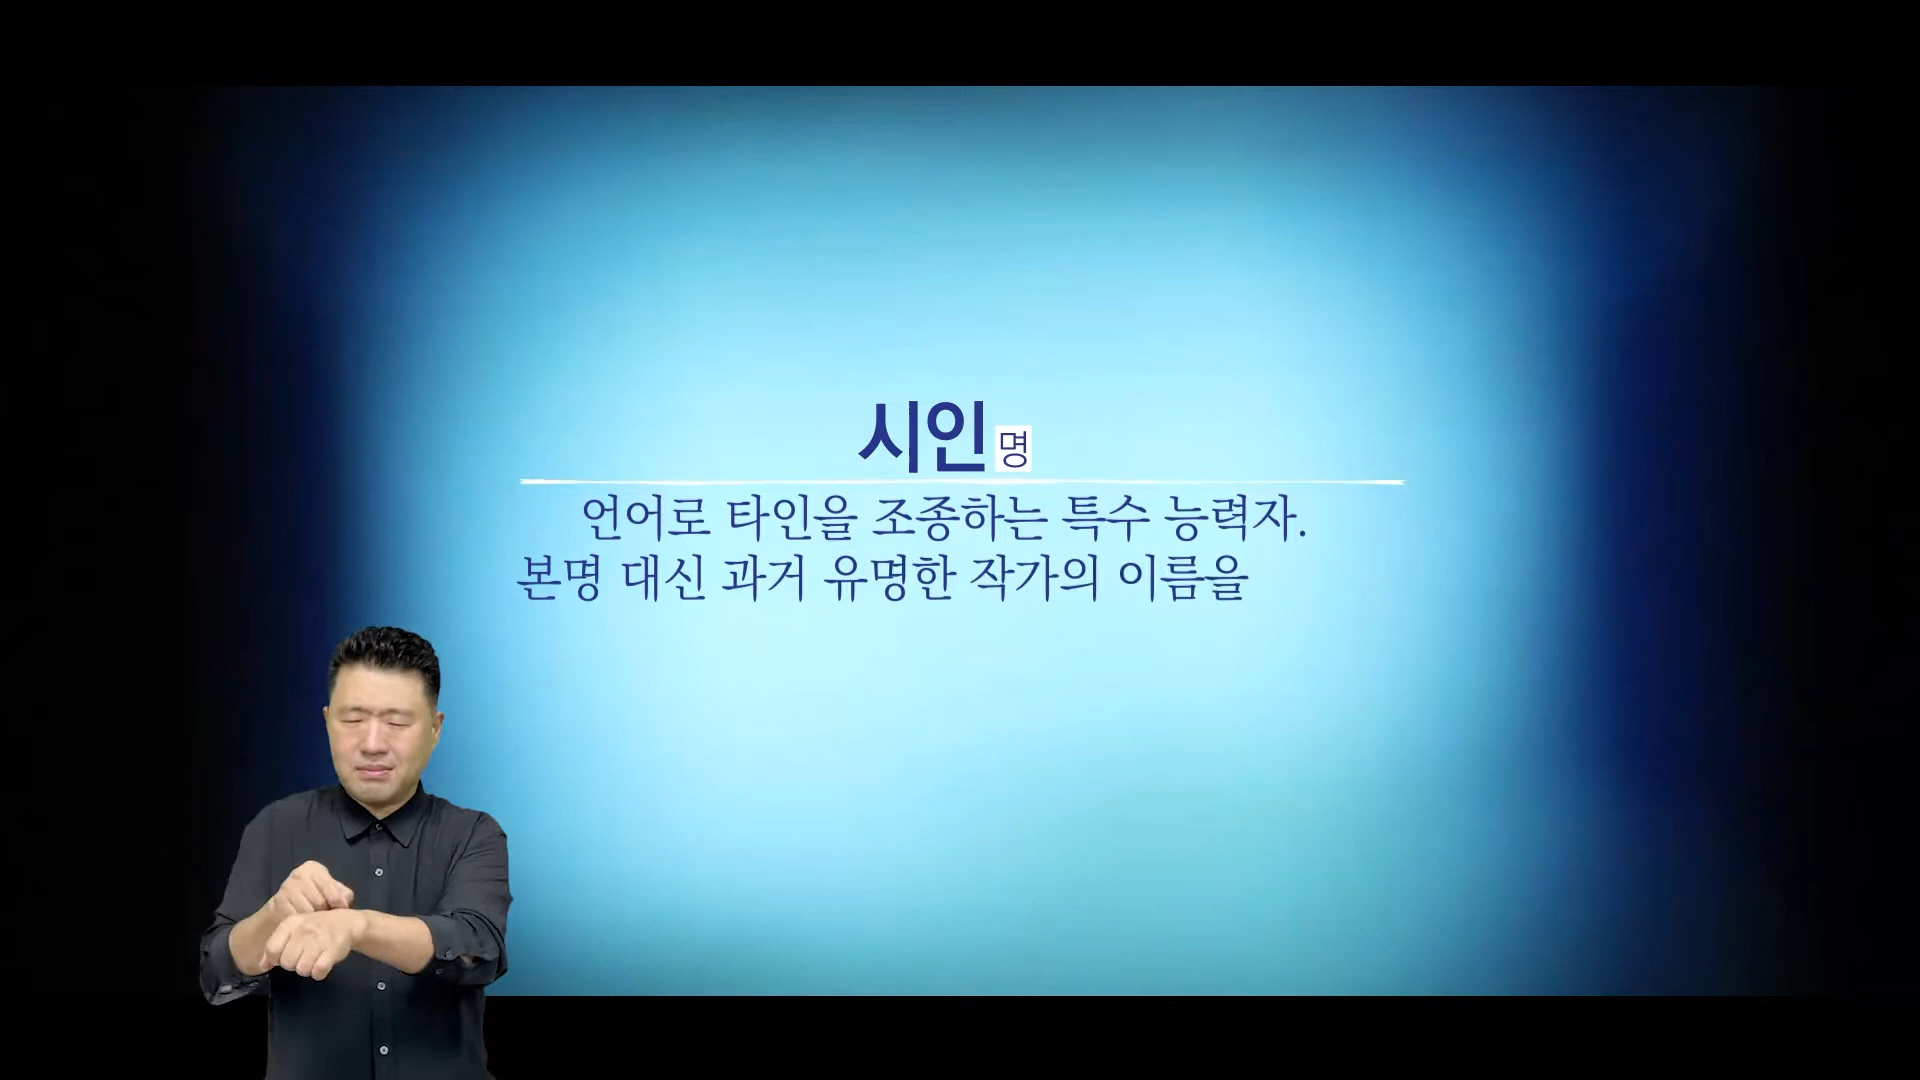 시인 명
언어로 타인을 조종하는 특수 능력자.
본명 대신 과거 유명한 작가의 이름을